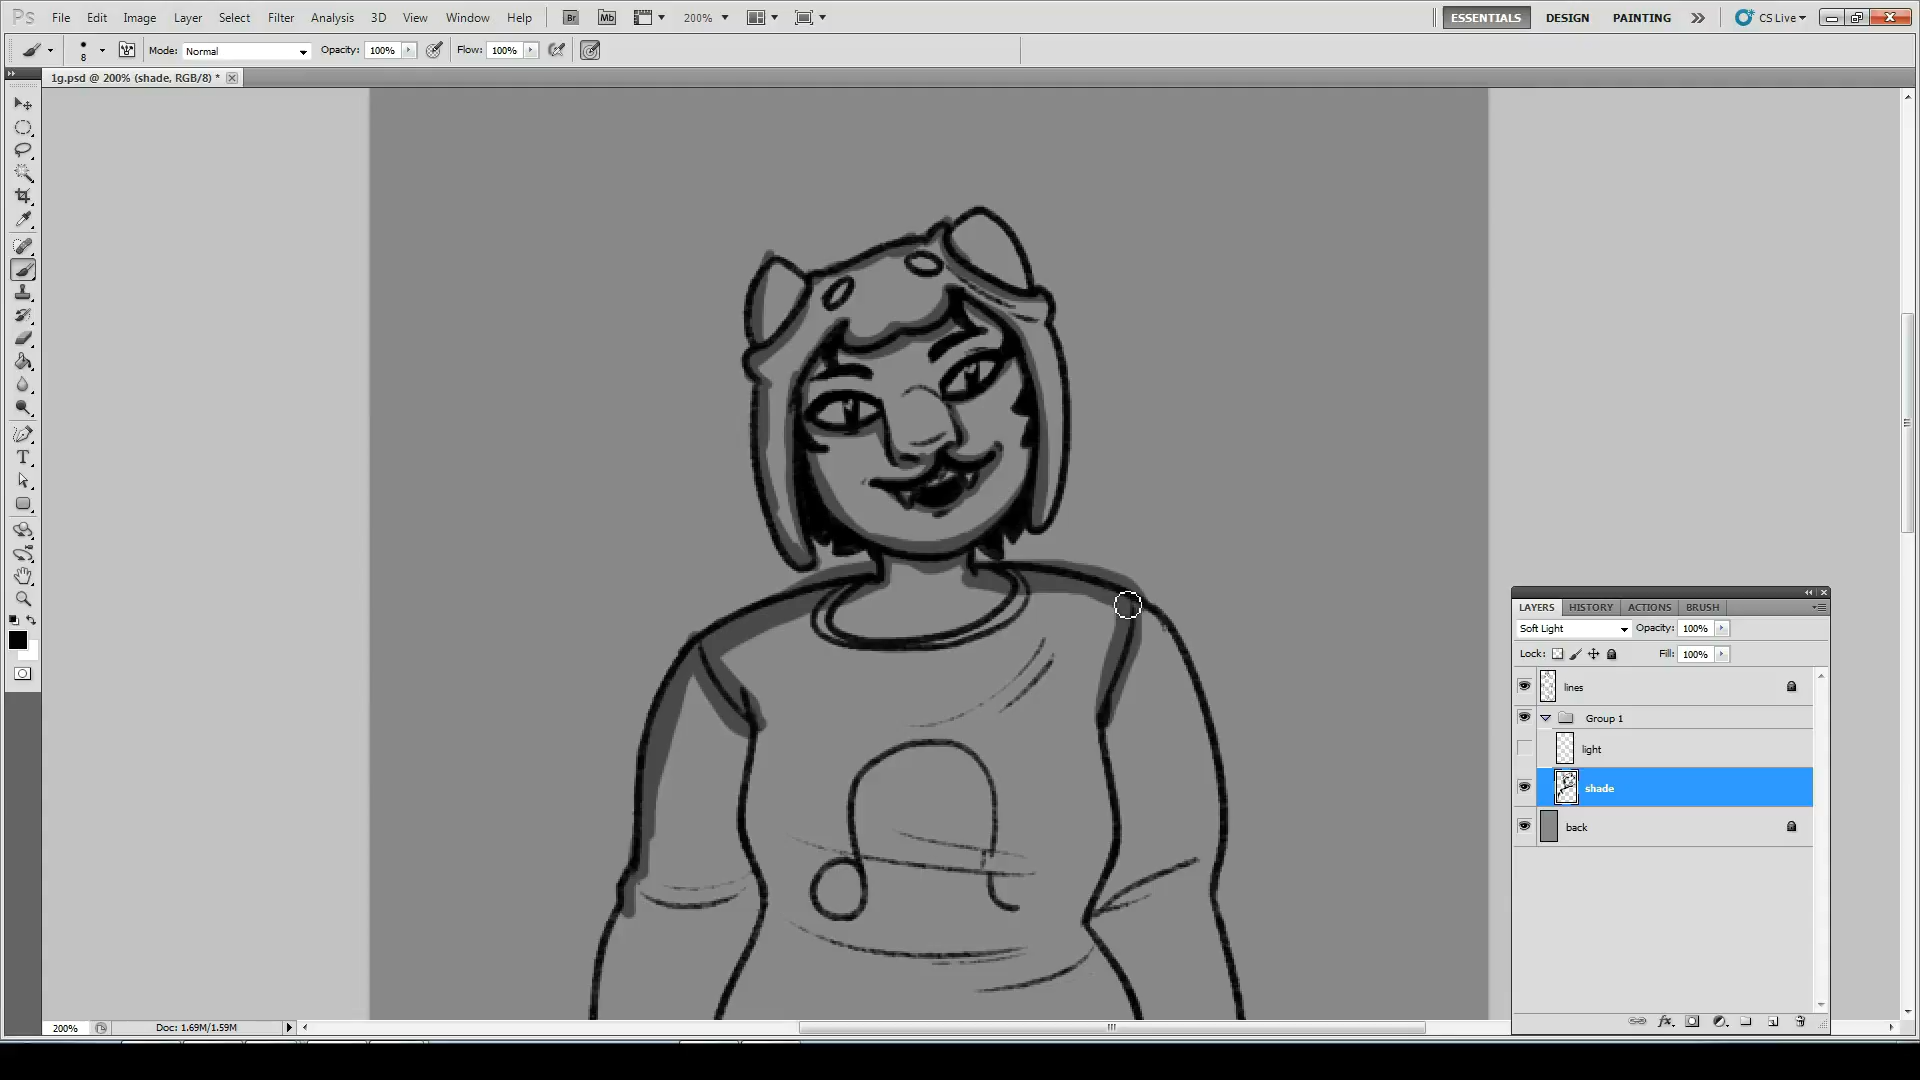 Ps File Edit Image Layer Select Filter Analysis 3D View Window Help Br Mb 200% ESSENTIALS DESIGN PAINTING CS Live
8 Mode: Normal Opacity: 100% Flow: 100%
1g.psd @ 200% (shade, RGB/8) *
LAYERS HISTORY ACTIONS BRUSH
Soft Light Opacity: 100%
Lock: Fill: 100%
lines
Group 1
light
shade
back
200% Doc: 1.69M/1.59M